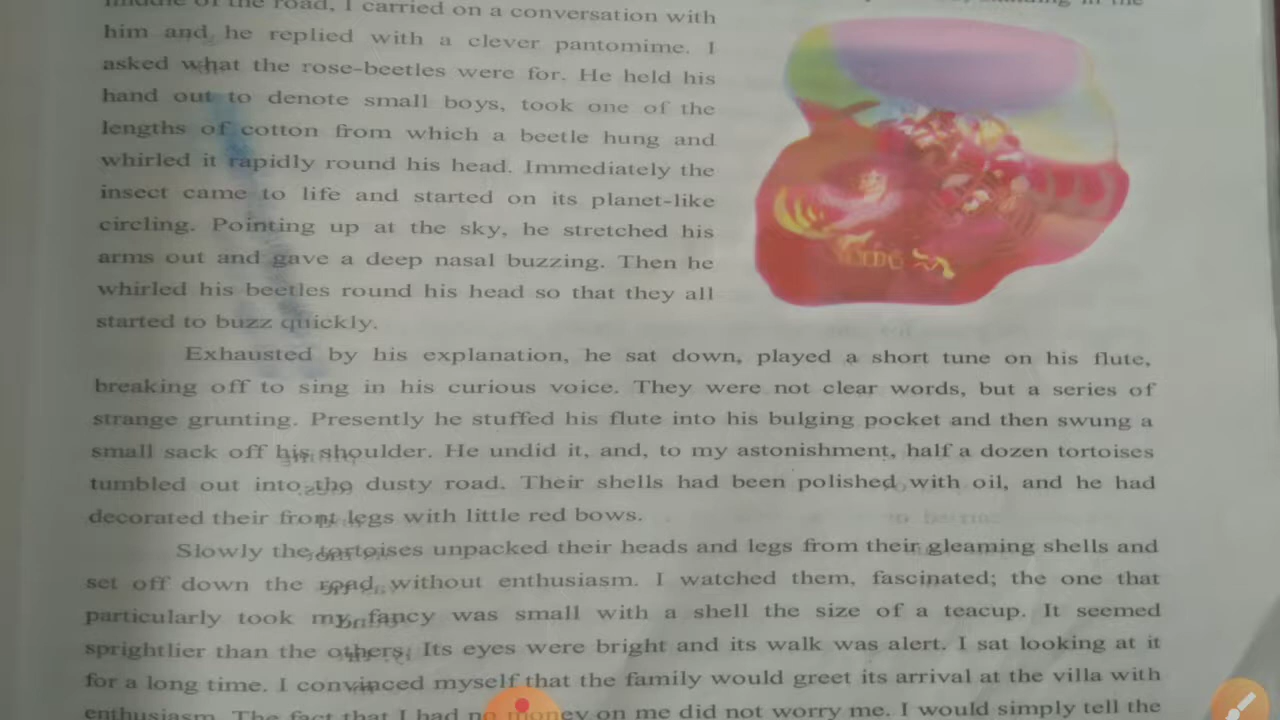 middle of the road, I carried on a conversation with
him and he replied with a clever pantomime. I
asked what the rose-beetles were for. He held his
hand out to denote small boys, took one of the
lengths of cotton from which a beetle hung and
whirled it rapidly round his head. Immediately the
insect came to life and started on its planet-like
circling. Pointing up at the sky, he stretched his
arms out and gave a deep nasal buzzing. Then he
whirled his beetles round his head so that they all
started to buzz quickly.
Exhausted by his explanation, he sat down, played a short tune on his flute,
breaking off to sing in his curious voice. They were not clear words, but a series of
strange grunting. Presently he stuffed his flute into his bulging pocket and then swung a
small sack off his shoulder. He undid it, and, to my astonishment, half a dozen tortoises
tumbled out into the dusty road. Their shells had been polished with oil, and he had
decorated their front legs with little red bows.
Slowly the tortoises unpacked their heads and legs from their gleaming shells and
set off down the road without enthusiasm. I watched them, fascinated; the one that
particularly took my fancy was small with a shell the size of a teacup. It seemed
sprightlier than the others. Its eyes were bright and its walk was alert. I sat looking at it
for a long time. I convinced myself that the family would greet its arrival at the villa with
enthusiasm. The fact that I had no money on me did not worry me. I would simply tell the